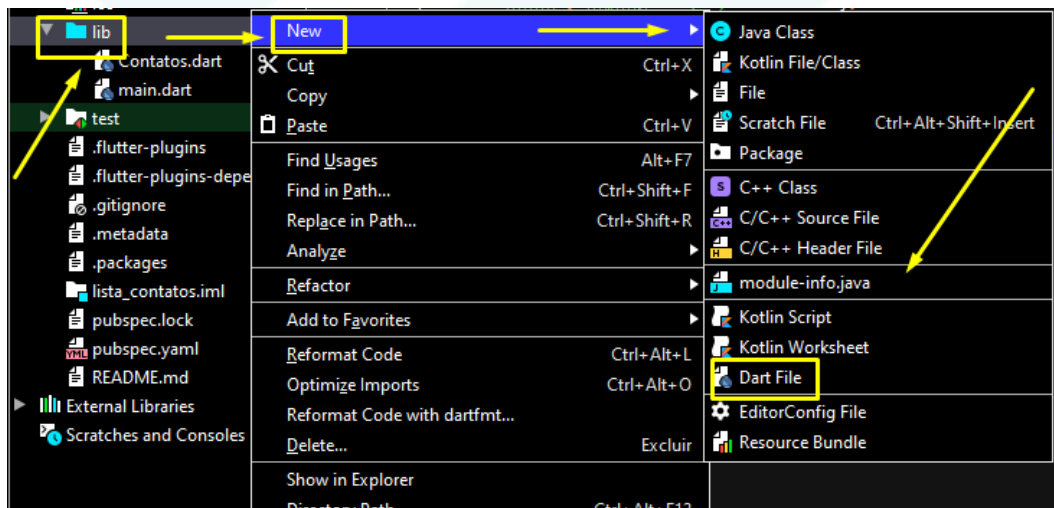 lib
Contatos.dart
main.dart
test
.flutter-plugins
.flutter-plugins-depe
.gitignore
.metadata
.packages
lista_contatos.iml
pubspec.lock
pubspec.yaml
README.md
External Libraries
Scratches and Consoles
New
Cut Ctrl+X
Copy
Paste Ctrl+V
Find Usages Alt+F7
Find in Path... Ctrl+Shift+F
Replace in Path... Ctrl+Shift+R
Analyze
Refactor
Add to Favorites
Reformat Code Ctrl+Alt+L
Optimize Imports Ctrl+Alt+O
Reformat Code with dartfmt...
Delete... Excluir
Show in Explorer
Directory Path Ctrl+Alt+F12
Java Class
Kotlin File/Class
File
Scratch File Ctrl+Alt+Shift+Insert
Package
C++ Class
C/C++ Source File
C/C++ Header File
module-info.java
Kotlin Script
Kotlin Worksheet
Dart File
EditorConfig File
Resource Bundle